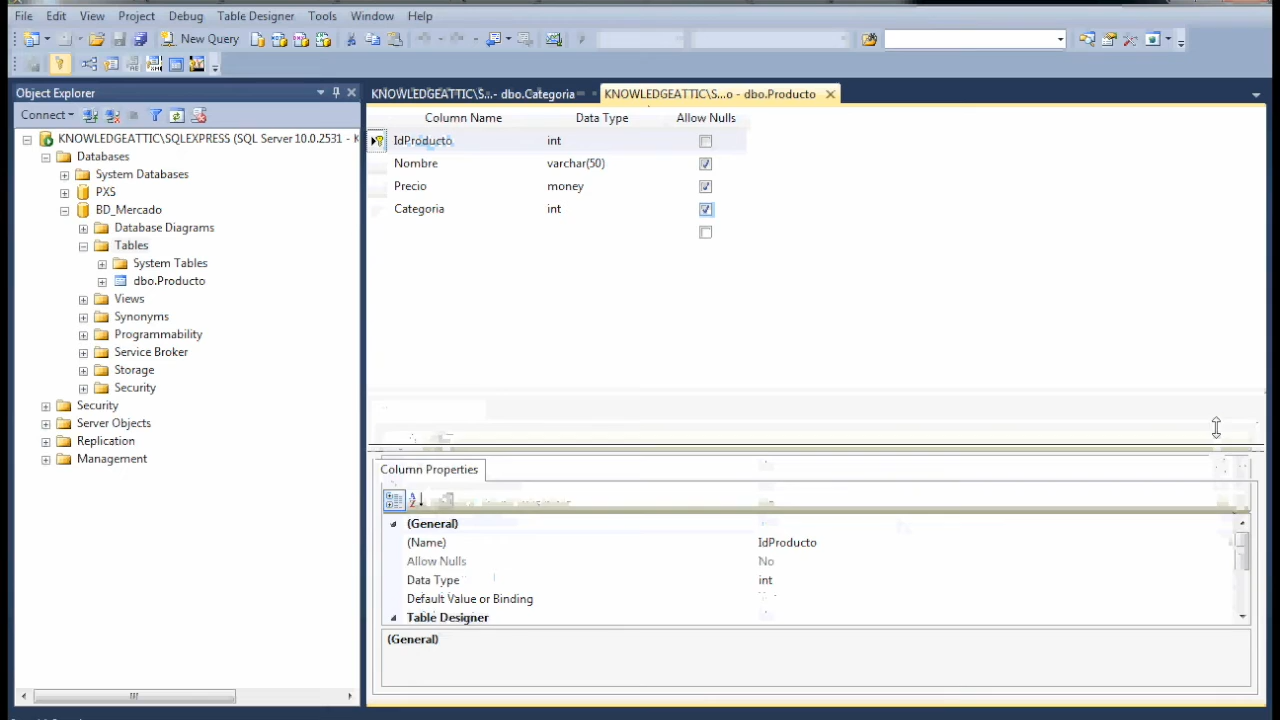 File Edit View Project Debug Table Designer Tools Window Help
New Query
Object Explorer
KNOWLEDGEATTIC\S...- dbo.Categoria
KNOWLEDGEATTIC\S...o - dbo.Producto
Connect
Column Name Data Type Allow Nulls
KNOWLEDGEATTIC\SQLEXPRESS (SQL Server 10.0.2531 - K
IdProducto int
Databases
Nombre varchar(50)
System Databases
Precio money
PXS
Categoria int
BD_Mercado
Database Diagrams
Tables
System Tables
dbo.Producto
Views
Synonyms
Programmability
Service Broker
Storage
Security
Security
Server Objects
Replication
Management
Column Properties
(General)
(Name) IdProducto
Allow Nulls No
Data Type int
Default Value or Binding
Table Designer
(General)